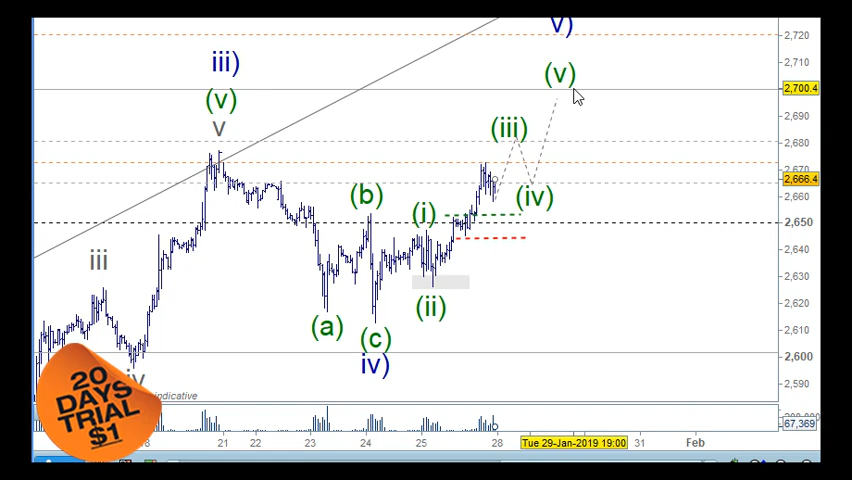 v)
2,720
iii)
2,710
(v)
(v)
2,700.4
v
2,690
(iii)
2,680
2,670
2,666.4
(b)
(iv)
2,660
(i)
2,650
iii
2,640
2,630
(ii)
2,620
(a)
(c)
2,610
iv)
2,600
iv
2,590
indicative
20
DAYS
TRIAL
$1
67,369
21
22
23
24
25
28
Tue 29-Jan-2019 19:00
31
Feb